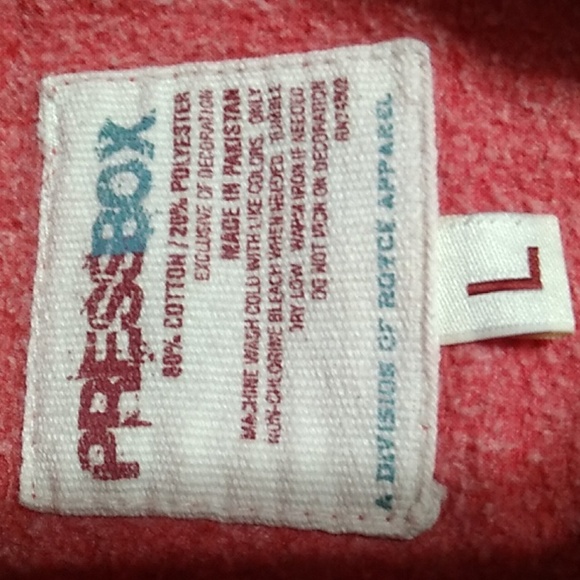 PRESSBOX
80% COTTON / 20% POLYESTER
EXCLUSIVE OF DECORATION
MADE IN PAKISTAN
MACHINE WASH COLD WITH LIKE COLORS. ONLY
NON-CHLORINE BLEACH WHEN NEEDED. TUMBLE
DRY LOW. WARM IRON IF NEEDED
DO NOT IRON ON DECORATION
A DIVISION OF ROYCE APPAREL
L